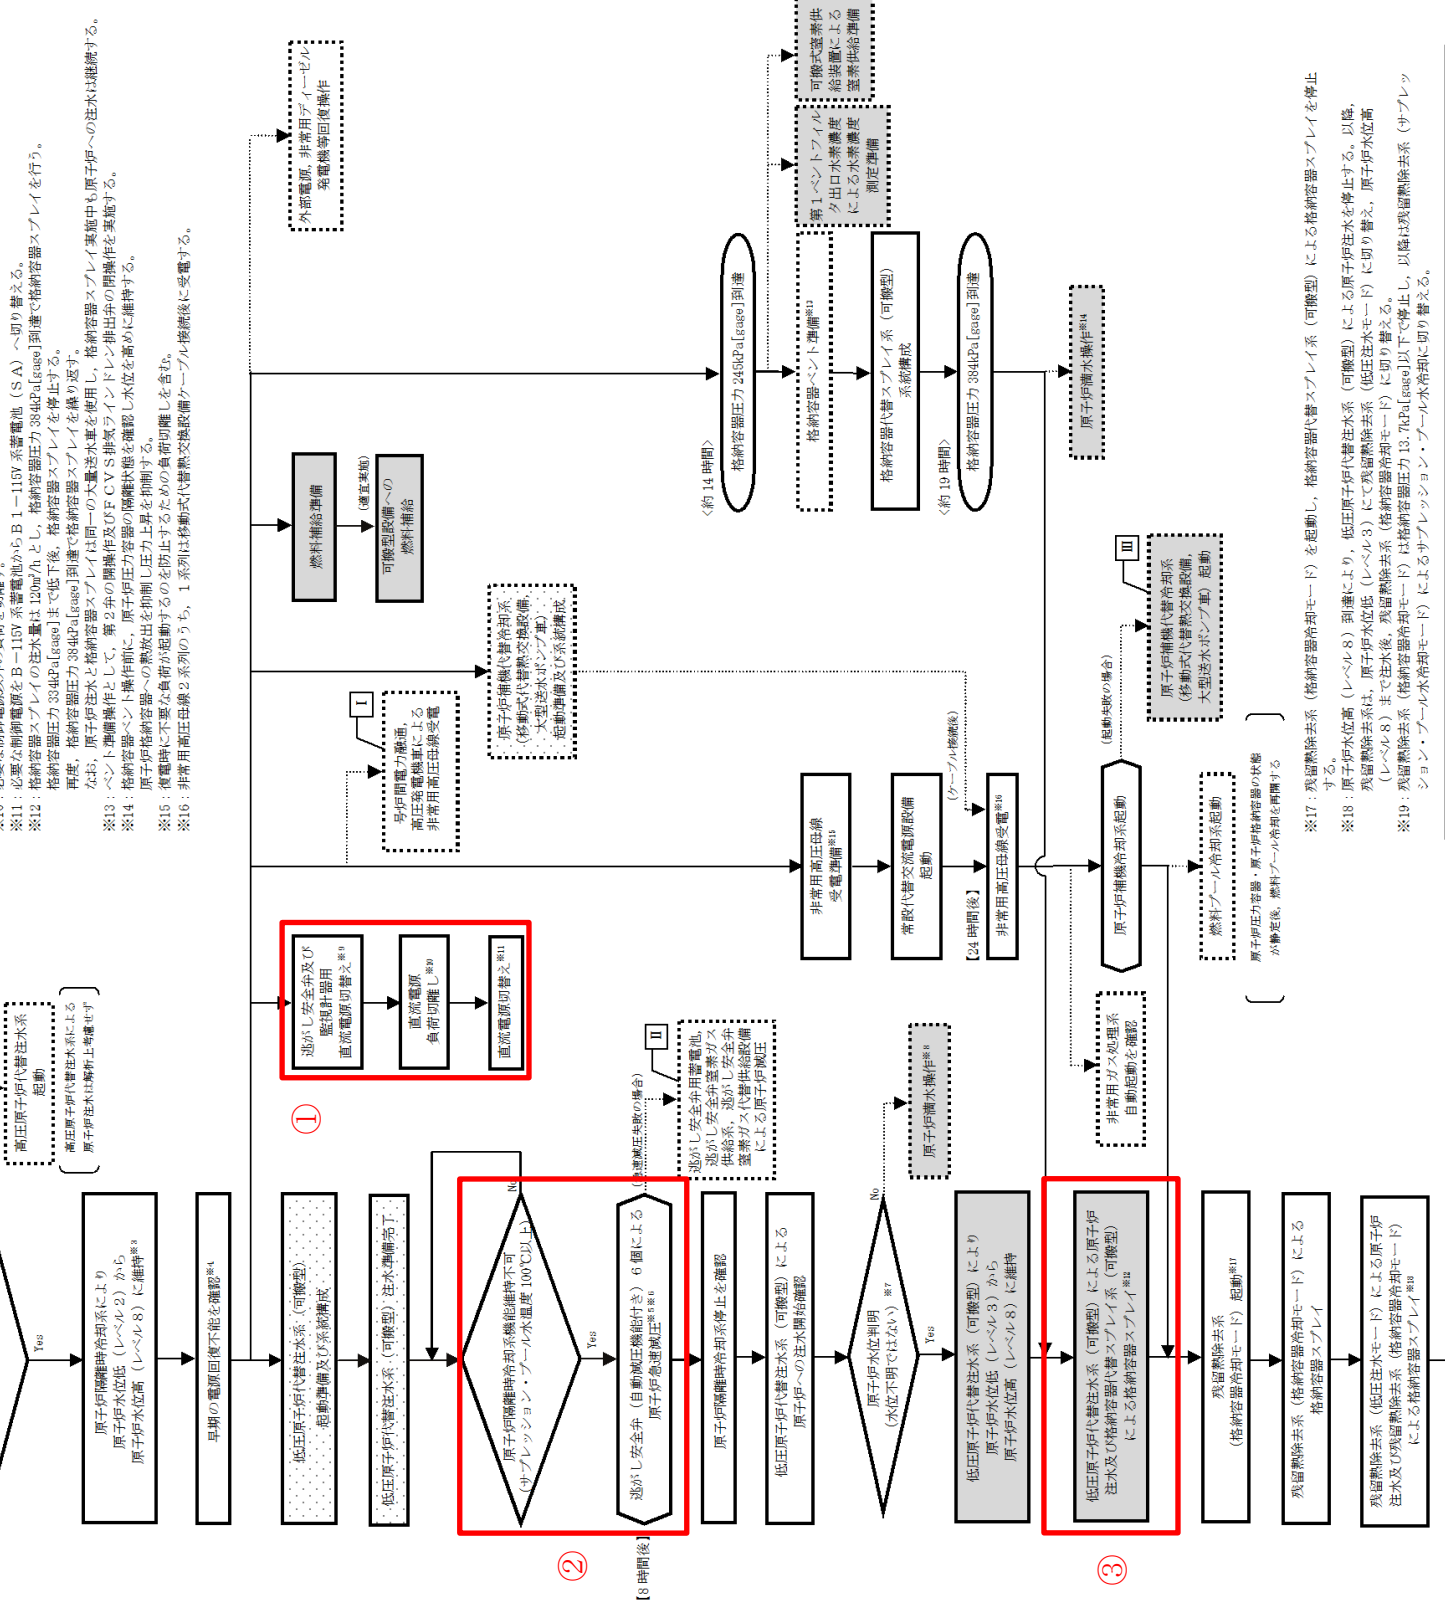 ※11：必要な制御電源をＢ－115V 系蓄電池からＢ１－115V 系蓄電池（ＳＡ）へ切り替える。
※12：格納容器スプレイの注水量は 120m³/h とし，格納容器圧力 384kPa[gage]到達で格納容器スプレイを行う。
格納容器圧力 334kPa[gage]まで低下後，格納容器スプレイを停止する。
再度，格納容器圧力 384kPa[gage]到達で格納容器スプレイを繰り返す。
なお，原子炉注水と格納容器スプレイは同一の大量送水車を使用し，格納容器スプレイ実施中も原子炉への注水は継続する。
※13：ベント準備操作として，第２弁の開操作及びＦＣＶＳ排気ラインドレン排出弁の閉操作を実施する。
※14：格納容器ベント操作前に，原子炉圧力容器の隔離状態を確認し水位を高めに維持する。
原子炉格納容器への熱放出を抑制し圧力上昇を抑制する。
※15：復電時に不要な負荷が起動するのを防止するための負荷切離しを含む。
※16：非常用高圧母線２系列のうち，１系列は移動式代替熱交換設備ケーブル接続後に受電する。
高圧原子炉代替注水系
起動
高圧原子炉代替注水系による
原子炉注水は解析上考慮せず
Yes
原子炉隔離時冷却系により
原子炉水位低（レベル２）から
原子炉水位高（レベル８）に維持※3
早期の電源回復不能を確認※4
外部電源，非常用ディーゼル
発電機等回復操作
燃料補給準備
（適宜実施）
可搬型設備への
燃料補給
原子炉補機代替冷却系
（移動式代替熱交換設備，
大型送水ポンプ車）
起動準備及び系統構成
Ⅰ
号炉間電力融通，
高圧発電機車による
非常用高圧母線受電
①
逃がし安全弁及び
監視計器用
直流電源切替え※9
直流電源
負荷切離し※10
直流電源切替え※11
低圧原子炉代替注水系（可搬型）
起動準備及び系統構成
低圧原子炉代替注水系（可搬型）注水準備完了
②
No
原子炉隔離時冷却系機能維持不可
（サプレッション・プール水温度 100℃以上）
Yes
【8 時間後】
逃がし安全弁（自動減圧機能付き）６個による
原子炉急速減圧※5※6
（急速減圧失敗の場合）
Ⅱ
逃がし安全弁用蓄電池，
逃がし安全弁窒素ガス
供給系，逃がし安全弁
窒素ガス代替供給設備
による原子炉減圧
原子炉隔離時冷却系停止を確認
低圧原子炉代替注水系（可搬型）による
原子炉への注水開始確認
原子炉水位判明
（水位不明ではない）※7
No
原子炉満水操作※8
Yes
低圧原子炉代替注水系（可搬型）により
原子炉水位低（レベル３）から
原子炉水位高（レベル８）に維持
③
低圧原子炉代替注水系（可搬型）による原子炉
注水及び格納容器代替スプレイ系（可搬型）
による格納容器スプレイ※12
残留熱除去系
（格納容器冷却モード）起動※17
残留熱除去系（格納容器冷却モード）による
格納容器スプレイ
残留熱除去系（低圧注水モード）による原子炉
注水及び残留熱除去系（格納容器冷却モード）
による格納容器スプレイ※18
非常用高圧母線
受電準備※15
常設代替交流電源設備
起動
（ケーブル接続後）
【24 時間後】
非常用高圧母線受電※16
原子炉補機冷却系起動
（起動失敗の場合）
Ⅲ
原子炉補機代替冷却系
（移動式代替熱交換設備，
大型送水ポンプ車）起動
非常用ガス処理系
自動起動を確認
燃料プール冷却系起動
原子炉圧力容器・原子炉格納容器の状態
が静定後，燃料プール冷却を再開する
〈約 14 時間〉
格納容器圧力 245kPa[gage]到達
格納容器ベント準備※13
第１ベントフィル
タ出口水素濃度
による水素濃度
測定準備
可搬式窒素供
給装置による
窒素供給準備
格納容器代替スプレイ系（可搬型）
系統構成
〈約 19 時間〉
格納容器圧力 384kPa[gage]到達
原子炉満水操作※14
※17：残留熱除去系（格納容器冷却モード）を起動し，格納容器代替スプレイ系（可搬型）による格納容器スプレイを停止
する。
※18：原子炉水位高（レベル８）到達により，低圧原子炉代替注水系（可搬型）による原子炉注水を停止する。以降，
残留熱除去系は，原子炉水位低（レベル３）にて残留熱除去系（低圧注水モード）に切り替え，原子炉水位高
（レベル８）まで注水後，残留熱除去系（格納容器冷却モード）に切り替える。
※19：残留熱除去系（格納容器冷却モード）は格納容器圧力 13.7kPa[gage]以下で停止し，以降は残留熱除去系（サプレッ
ション・プール水冷却モード）によるサプレッション・プール水冷却に切り替える。